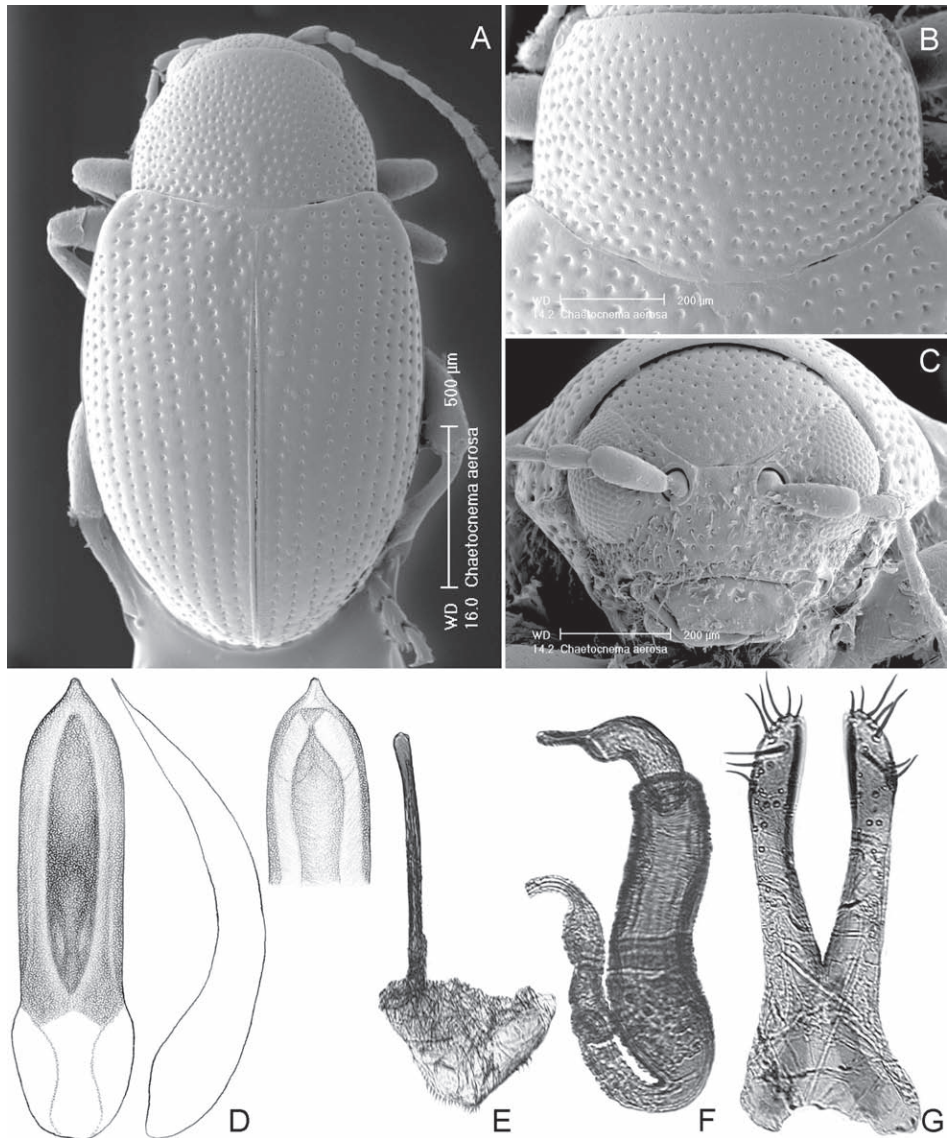 A
WD 500 µm
16.0 Chaetocnema aerosa
B
WD 200 µm
14.2 Chaetocnema aerosa
C
WD 200 µm
14.2 Chaetocnema aerosa
D
E
F
G